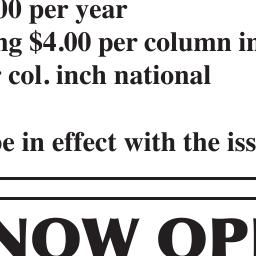 00 per year
ng $4.00 per column in
col. inch national
be in effect with the iss
NOW OP